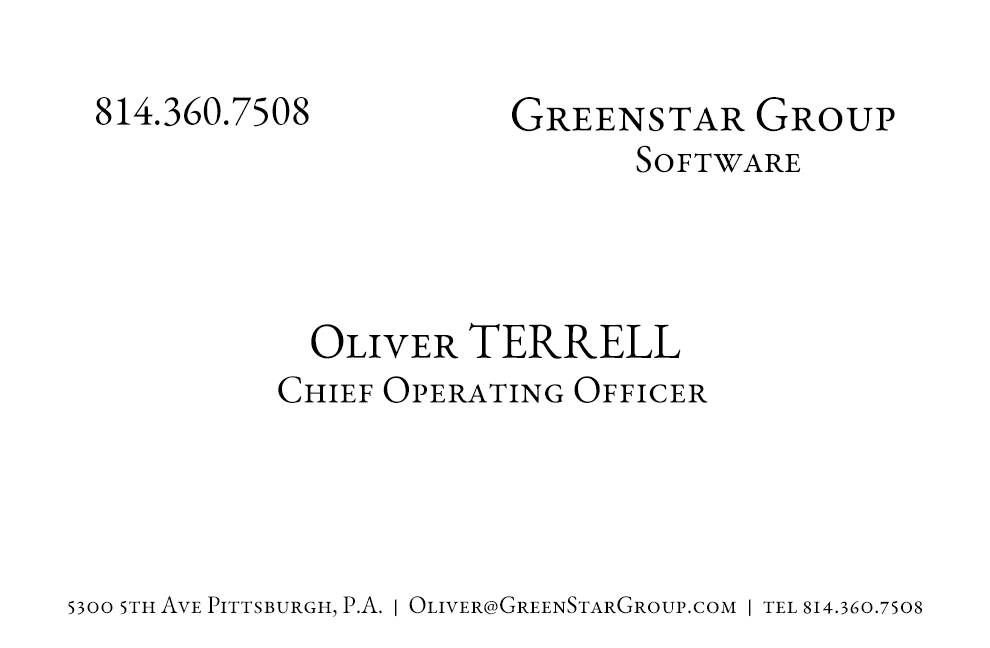 814.360.7508
Greenstar Group
Software
Oliver TERRELL
Chief Operating Officer
5300 5th Ave Pittsburgh, P.A. | Oliver@GreenStarGroup.com | tel 814.360.7508